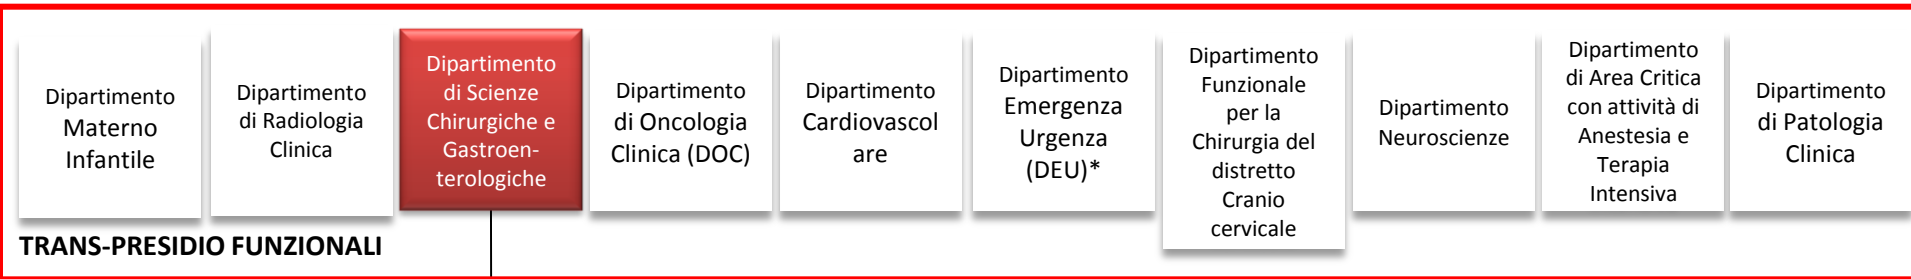 Dipartimento
Materno
Infantile
Dipartimento
di Radiologia
Clinica
Dipartimento
di Scienze
Chirurgiche e
Gastroen-
terologiche
Dipartimento
di Oncologia
Clinica (DOC)
Dipartimento
Cardiovascol
are
Dipartimento
Emergenza
Urgenza
(DEU)*
Dipartimento
Funzionale
per la
Chirurgia del
distretto
Cranio
cervicale
Dipartimento
Neuroscienze
Dipartimento
di Area Critica
con attività di
Anestesia e
Terapia
Intensiva
Dipartimento
di Patologia
Clinica
TRANS-PRESIDIO FUNZIONALI